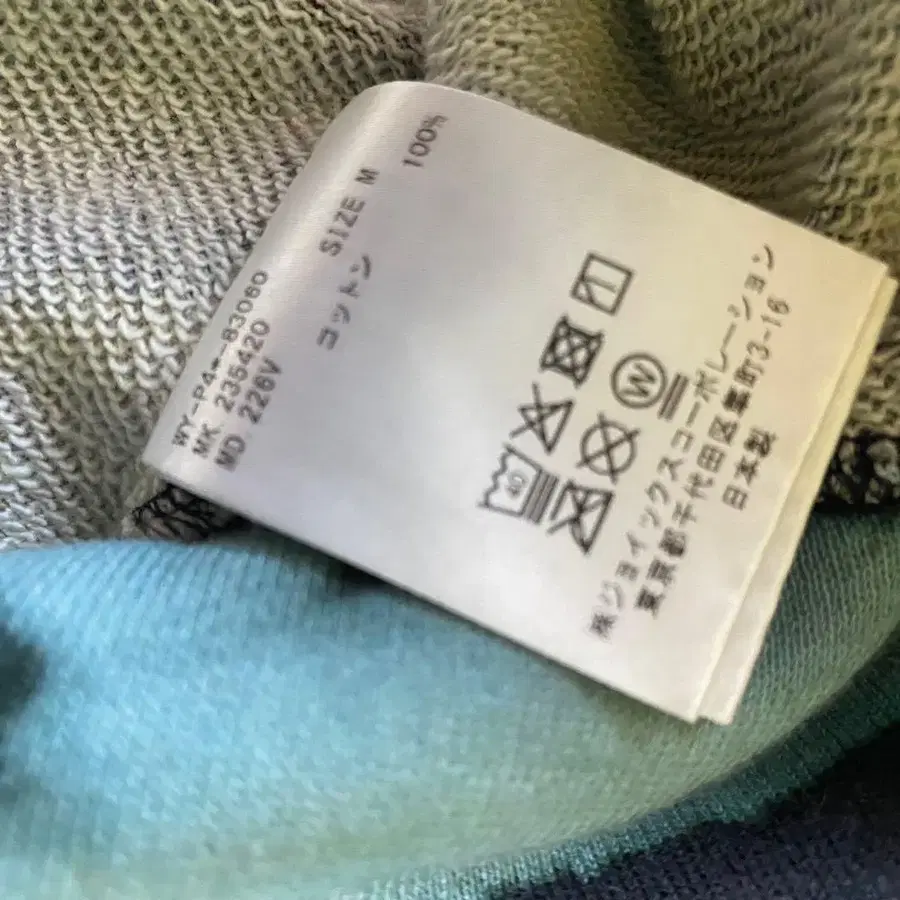 WY-P4-83060
MK 235420
MD 226V
SIZE M
コットン 100%
40
W
㈱ジョイックスコーポレーション
東京都千代田区麹町3-16
日本製